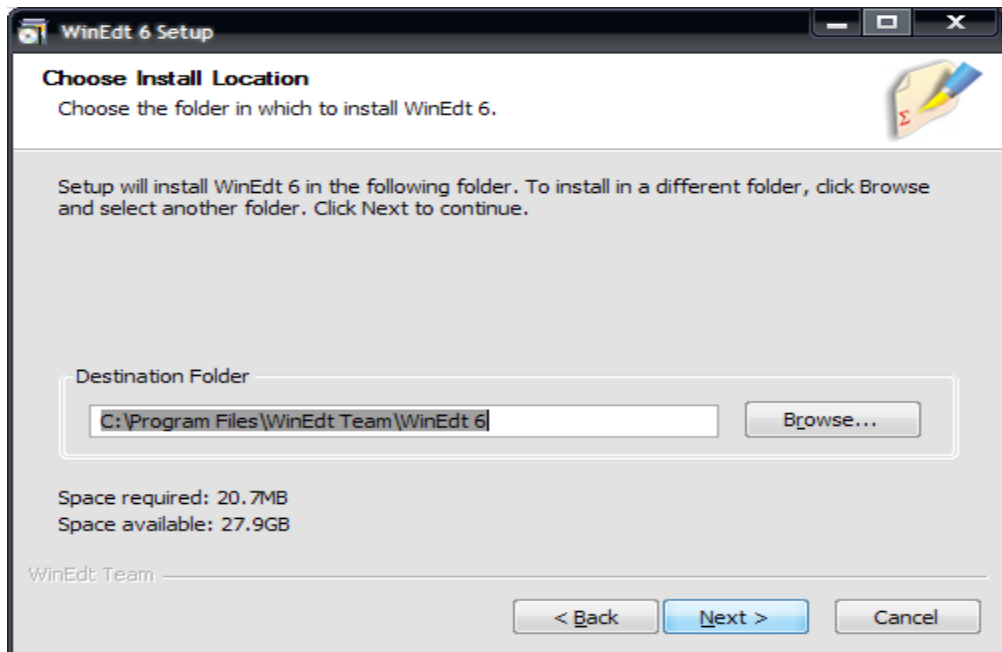 WinEdt 6 Setup
Choose Install Location
Choose the folder in which to install WinEdt 6.
Σ
Setup will install WinEdt 6 in the following folder. To install in a different folder, click Browse
and select another folder. Click Next to continue.
Destination Folder
C:\Program Files\WinEdt Team\WinEdt 6
Browse...
Space required: 20.7MB
Space available: 27.9GB
WinEdt Team
< Back Next > Cancel